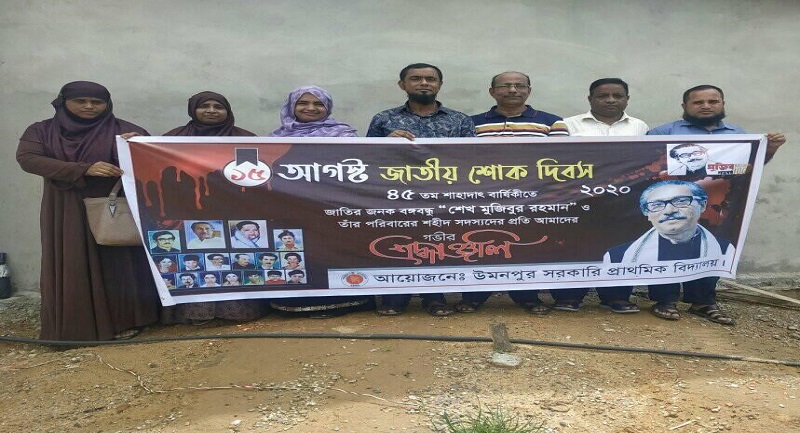 ১৫ আগস্ট জাতীয় শোক দিবস ২০২০
৪৫ তম শাহাদাৎ বার্ষিকীতে
জাতির জনক বঙ্গবন্ধু “শেখ মুজিবুর রহমান” ও
তাঁর পরিবারের শহীদ সদস্যদের প্রতি আমাদের
গভীর
শ্রদ্ধাঞ্জলি
আয়োজনেঃ উমনপুর সরকারি প্রাথমিক বিদ্যালয়।